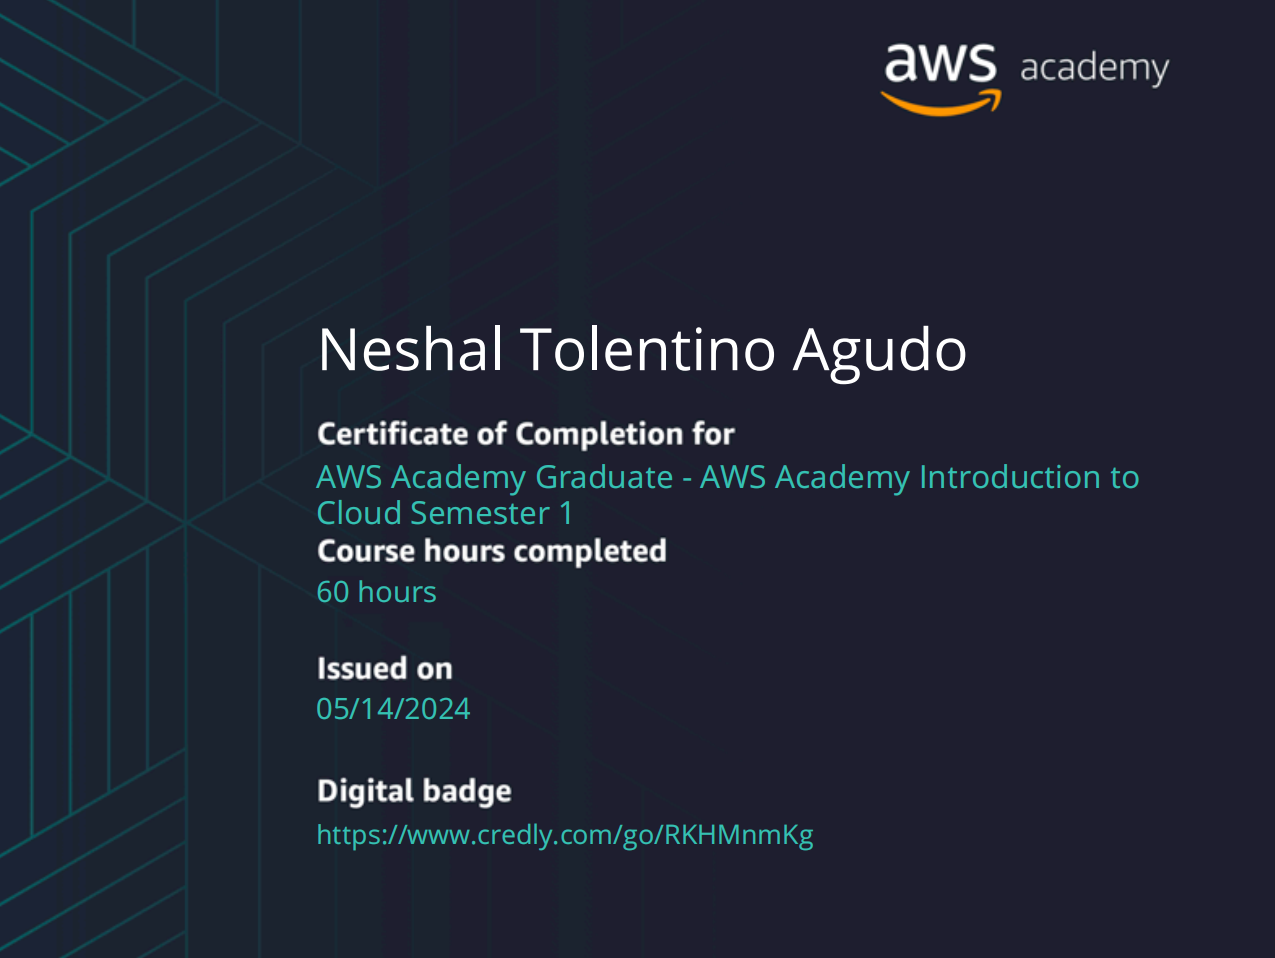 aws academy
Neshal Tolentino Agudo
Certificate of Completion for
AWS Academy Graduate - AWS Academy Introduction to
Cloud Semester 1
Course hours completed
60 hours
Issued on
05/14/2024
Digital badge
https://www.credly.com/go/RKHMnmKg